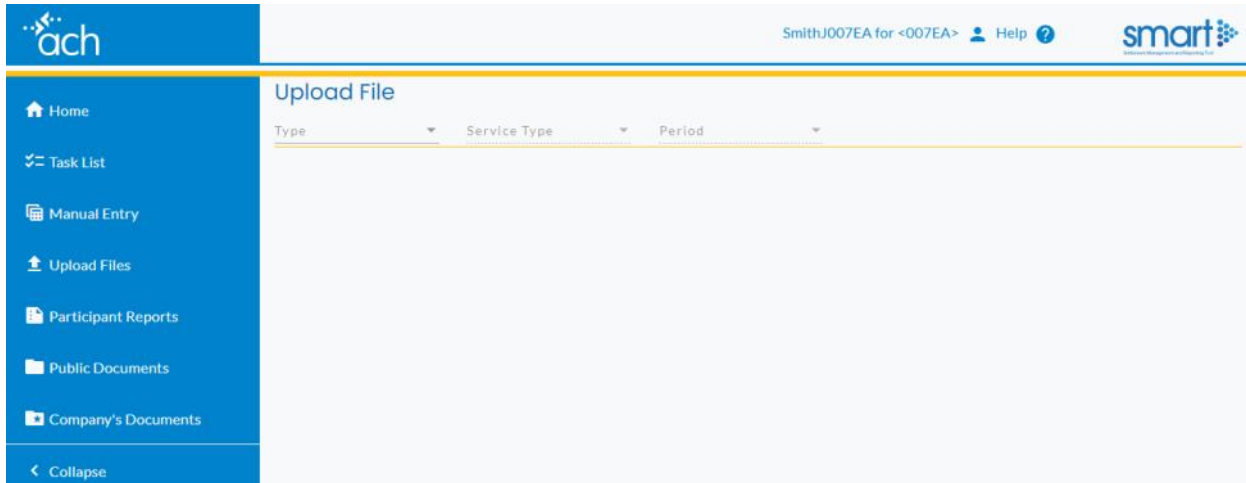 ach
SmithJ007EA for <007EA> Help ?
smart
Upload File
Type Service Type Period
Home
Task List
Manual Entry
Upload Files
Participant Reports
Public Documents
Company's Documents
Collapse